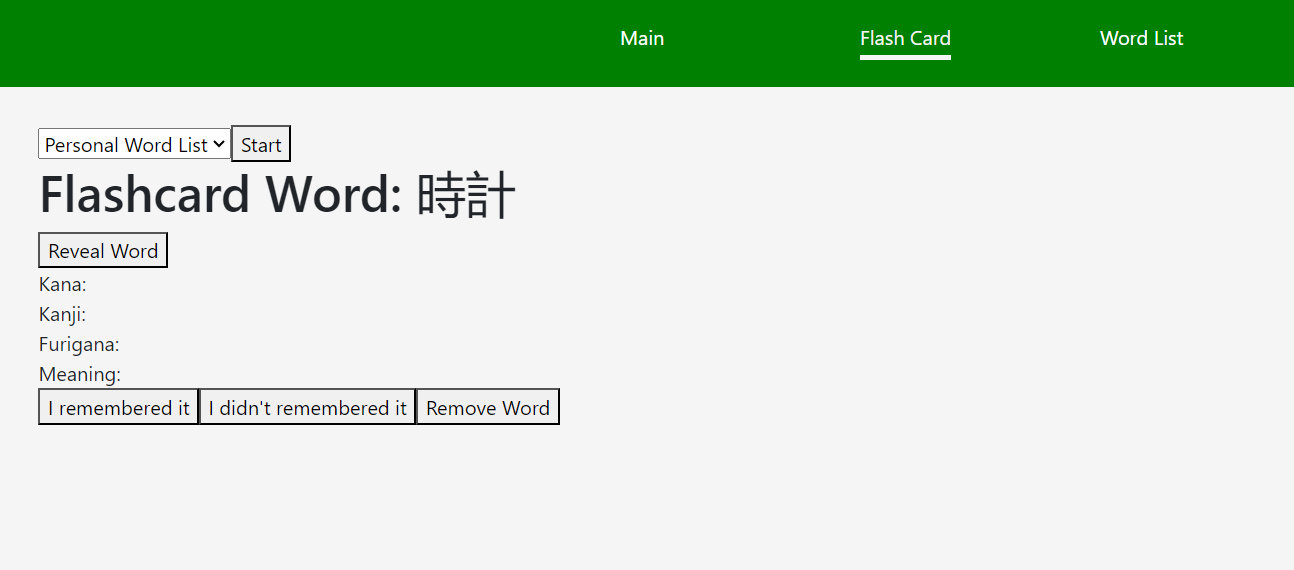 Main Flash Card Word List
Personal Word List Start
Flashcard Word: 時計
Reveal Word
Kana:
Kanji:
Furigana:
Meaning:
I remembered it I didn't remembered it Remove Word